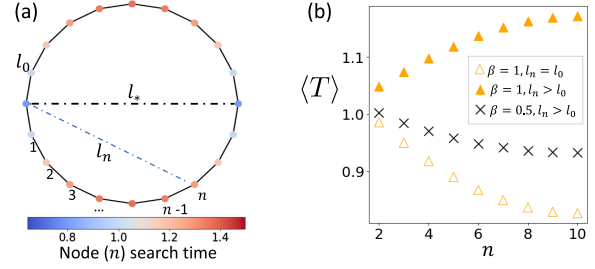 (a)
l₀
l*
lₙ
1
2
3
...
n -1
n
0.8 1.0 1.2 1.4
Node (n) search time
(b)
⟨T⟩
1.1
1.0
0.9
β = 1, lₙ = l₀
β = 1, lₙ > l₀
β = 0.5, lₙ > l₀
2 4 6 8 10
n